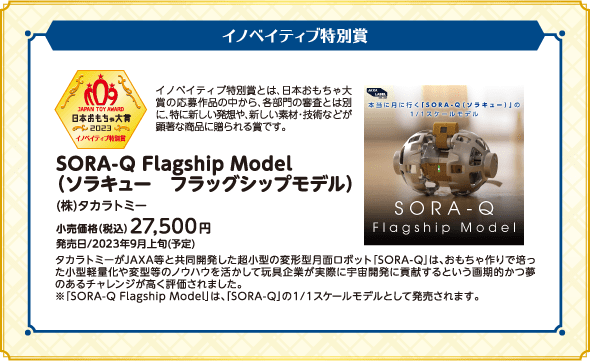 イノベイティブ特別賞
JAPAN TOY AWARD
日本おもちゃ大賞
2023
イノベイティブ特別賞
イノベイティブ特別賞とは、日本おもちゃ大
賞の応募作品の中から、各部門の審査とは別
に、特に新しい発想や、新しい素材・技術などが
顕著な商品に贈られる賞です。
SORA-Q Flagship Model
（ソラキュー　フラッグシップモデル）
(株)タカラトミー
小売価格(税込)27,500円
発売日/2023年9月上旬(予定)
本当に月に行く「SORA-Q(ソラキュー)」の
1/1スケールモデル
SORA-Q
Flagship Model
タカラトミーがJAXA等と共同開発した超小型の変形型月面ロボット「SORA-Q」は、おもちゃ作りで培っ
た小型軽量化や変型等のノウハウを活かして玩具企業が実際に宇宙開発に貢献するという画期的かつ夢
のあるチャレンジが高く評価されました。
※「SORA-Q Flagship Model」は、「SORA-Q」の1/1スケールモデルとして発売されます。